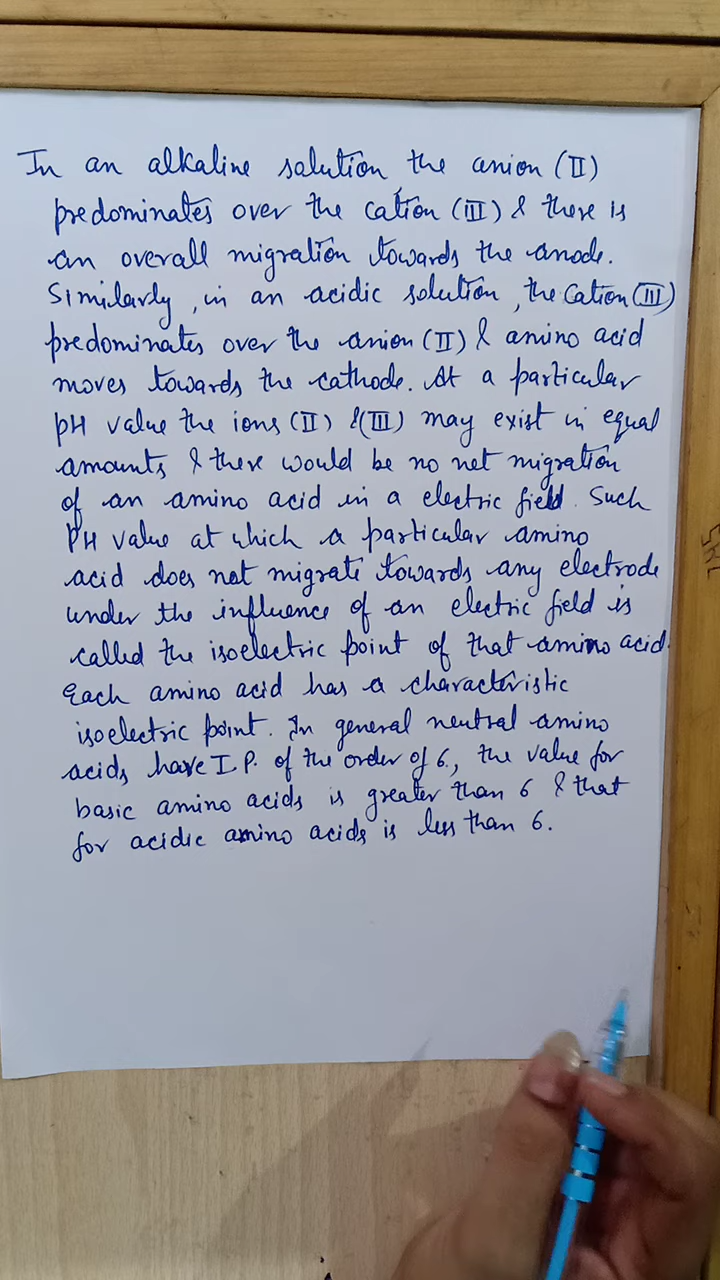 In an alkaline solution the anion (II)
predominates over the cation (III) & there is
an overall migration towards the anode.
Similarly, in an acidic solution, the Cation (III)
predominates over the anion (II) & amino acid
moves towards the cathode. At a particular
pH value the ions (II) &(III) may exist in equal
amounts & there would be no net migration
of an amino acid in a electric field. Such
PH value at which a particular amino
acid does not migrate towards any electrode
under the influence of an electric field is
called the isoelectric point of that amino acid.
Each amino acid has a characteristic
isoelectric point. In general neutral amino
acids have I.P. of the order of 6, the value for
basic amino acids is greater than 6 & that
for acidic amino acids is less than 6.